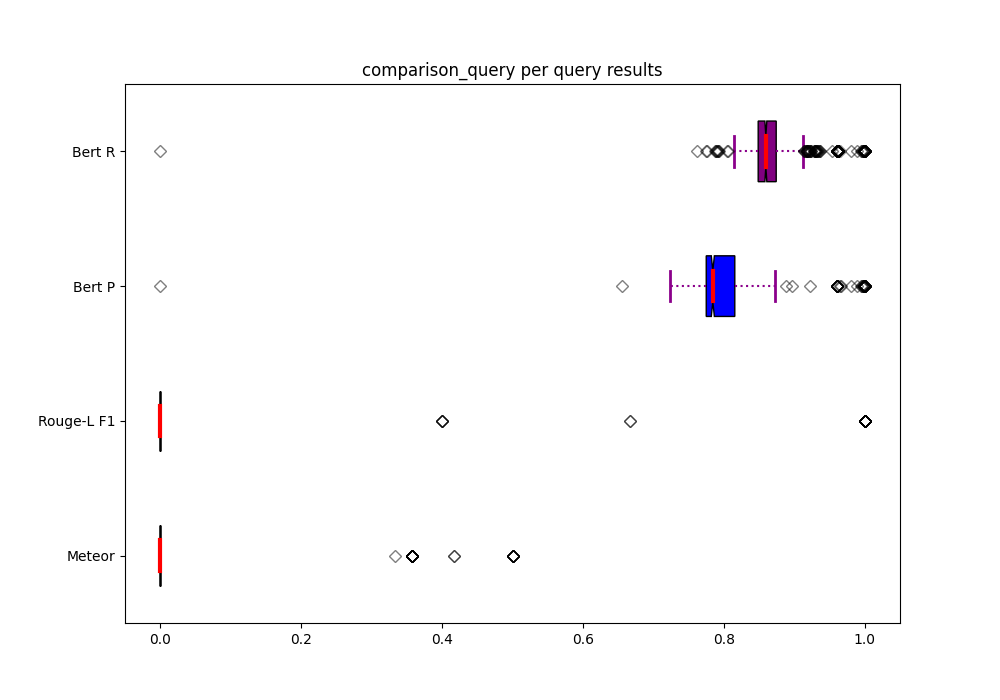 comparison_query per query results
Bert R
Bert P
Rouge-L F1
Meteor
0.0 0.2 0.4 0.6 0.8 1.0